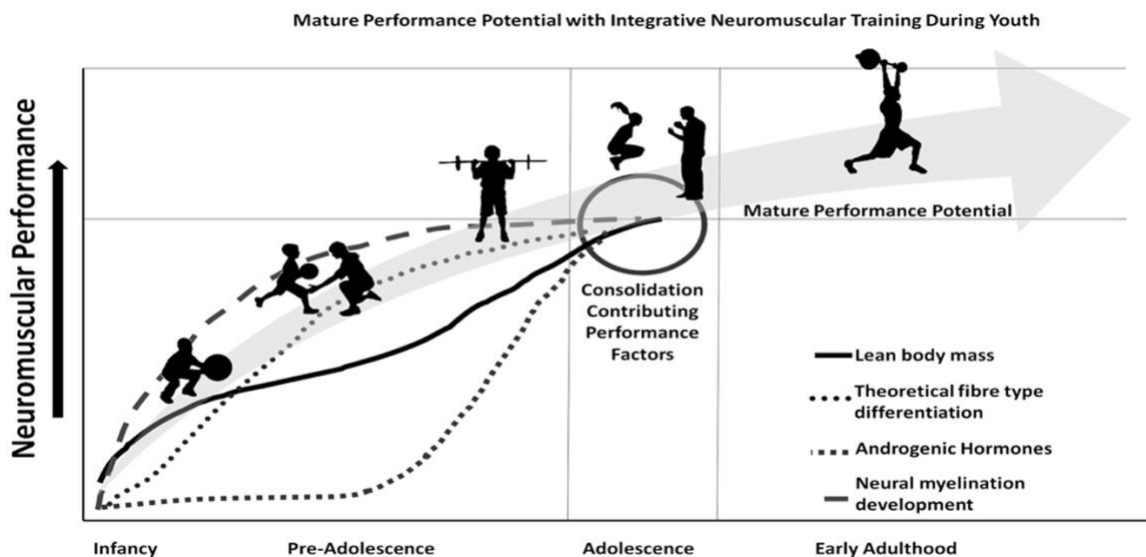 Mature Performance Potential with Integrative Neuromuscular Training During Youth
Neuromuscular Performance
Mature Performance Potential
Consolidation
Contributing
Performance
Factors
Lean body mass
Theoretical fibre type
differentiation
Androgenic Hormones
Neural myelination
development
Infancy
Pre-Adolescence
Adolescence
Early Adulthood